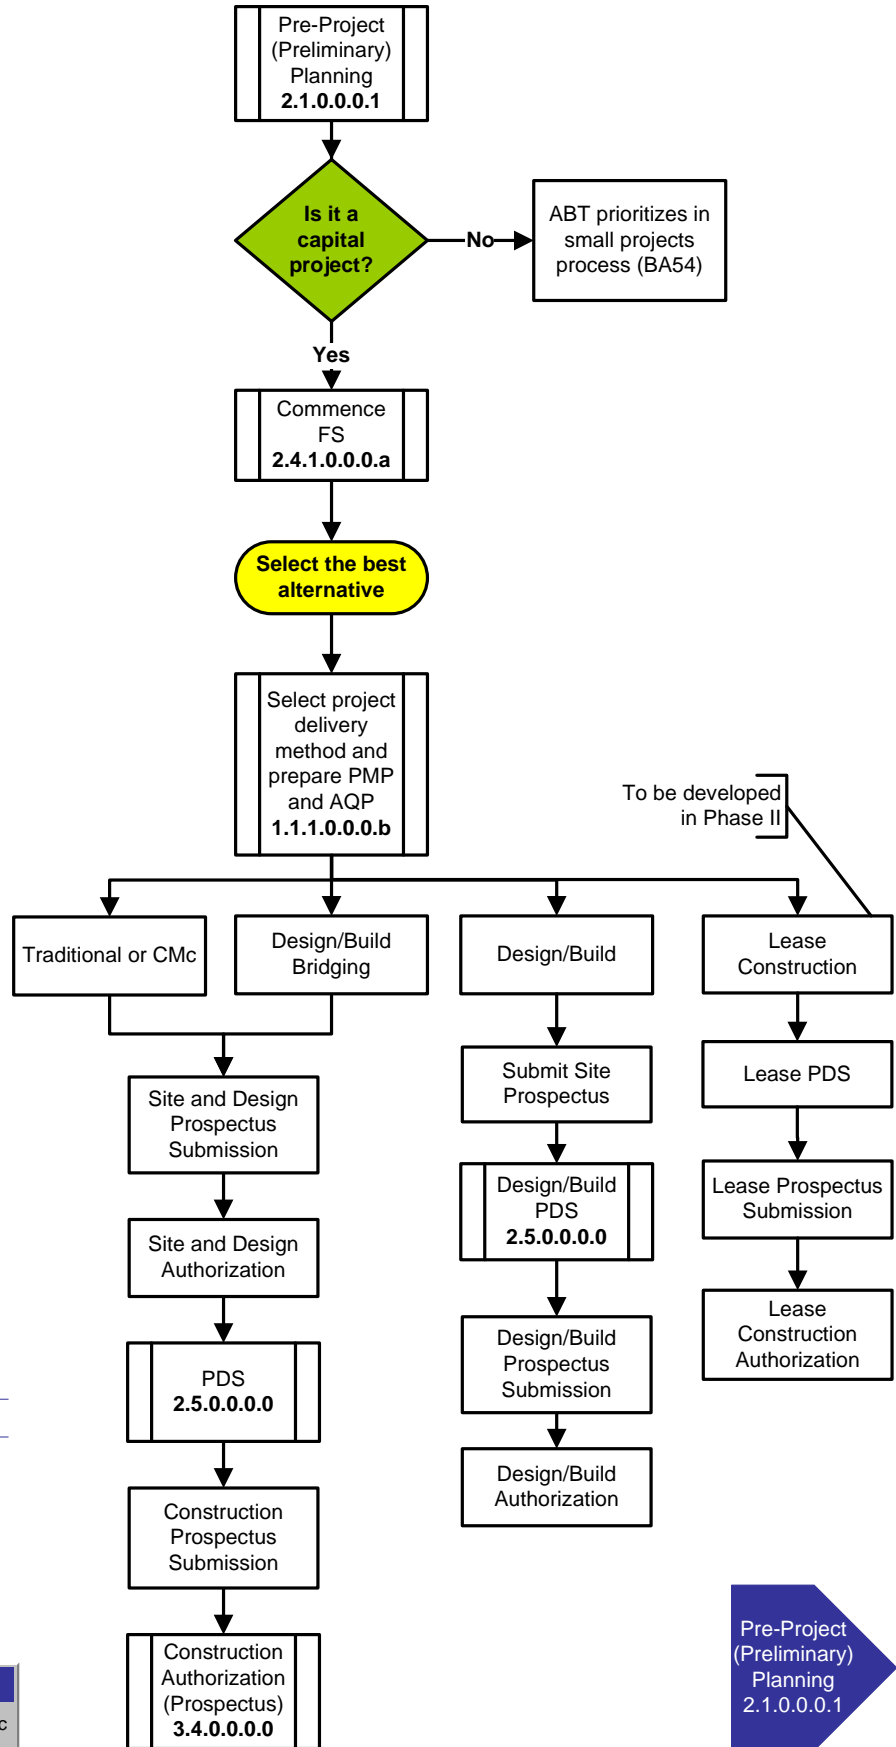 Pre-Project
(Preliminary)
Planning
2.1.0.0.0.1
Is it a
capital
project?
No
ABT prioritizes in
small projects
process (BA54)
Yes
Commence
FS
2.4.1.0.0.0.a
Select the best
alternative
Select project
delivery
method and
prepare PMP
and AQP
1.1.1.0.0.0.b
To be developed
in Phase II
Traditional or CMc
Design/Build
Bridging
Design/Build
Lease
Construction
Site and Design
Prospectus
Submission
Submit Site
Prospectus
Lease PDS
Site and Design
Authorization
Design/Build
PDS
2.5.0.0.0.0
Lease Prospectus
Submission
PDS
2.5.0.0.0.0
Design/Build
Prospectus
Submission
Lease
Construction
Authorization
Construction
Prospectus
Submission
Design/Build
Authorization
Construction
Authorization
(Prospectus)
3.4.0.0.0.0
Pre-Project
(Preliminary)
Planning
2.1.0.0.0.1
c